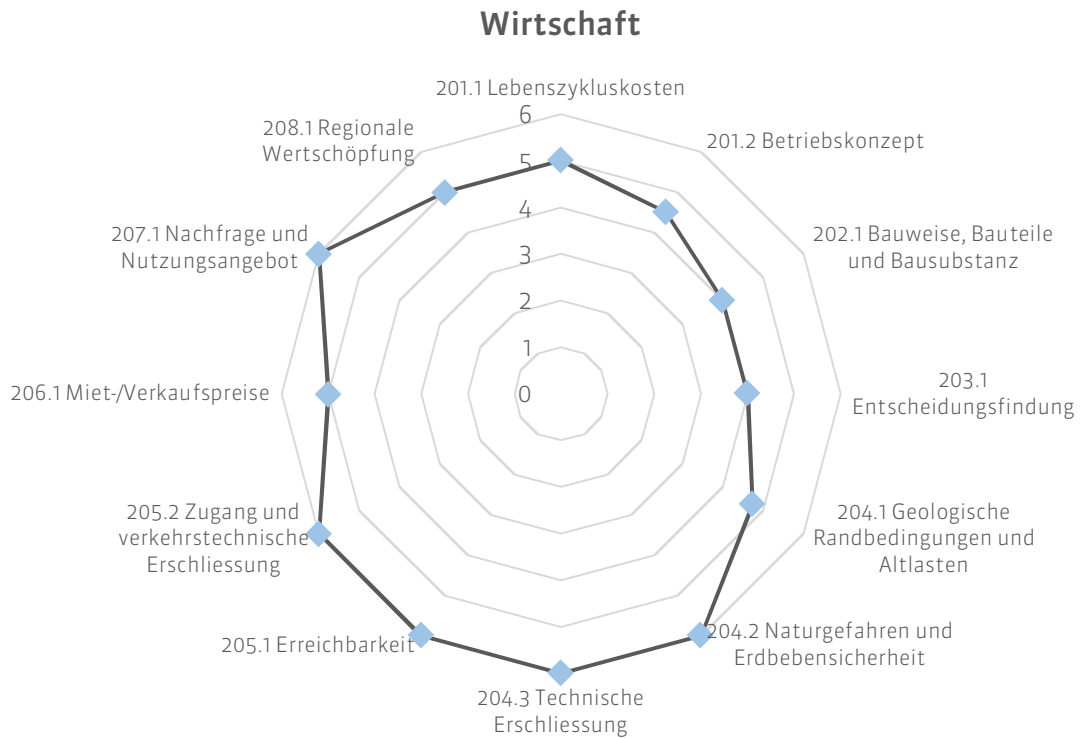 Wirtschaft
201.1 Lebenszykluskosten
201.2 Betriebskonzept
202.1 Bauweise, Bauteile
und Bausubstanz
203.1
Entscheidungsfindung
204.1 Geologische
Randbedingungen und
Altlasten
204.2 Naturgefahren und
Erdbebensicherheit
204.3 Technische
Erschliessung
205.1 Erreichbarkeit
205.2 Zugang und
verkehrstechnische
Erschliessung
206.1 Miet-/Verkaufspreise
207.1 Nachfrage und
Nutzungsangebot
208.1 Regionale
Wertschöpfung
6
5
4
3
2
1
0